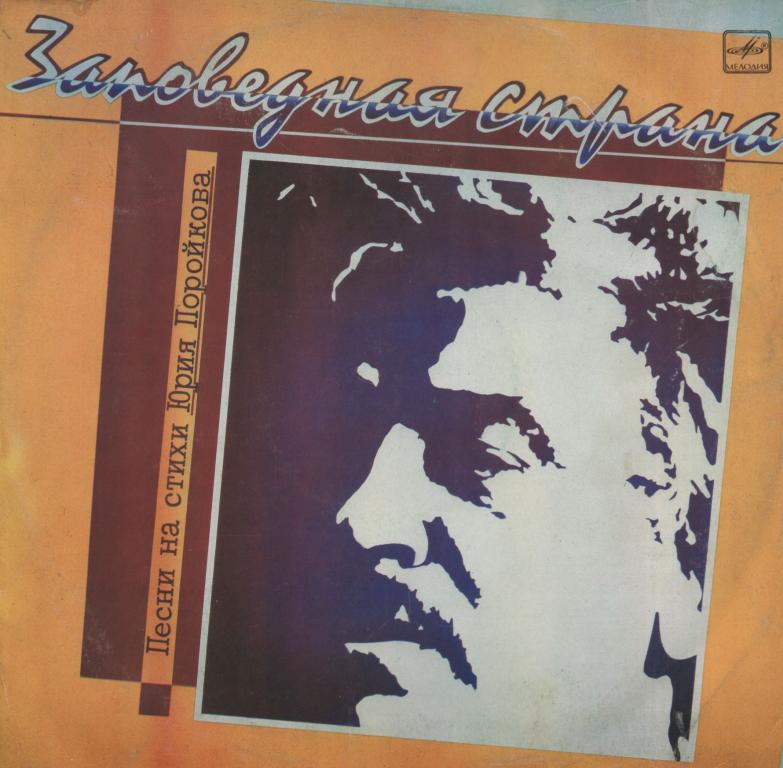 Заповедная страна
МЕЛОДИЯ
Песни на стихи Юрия Поройкова